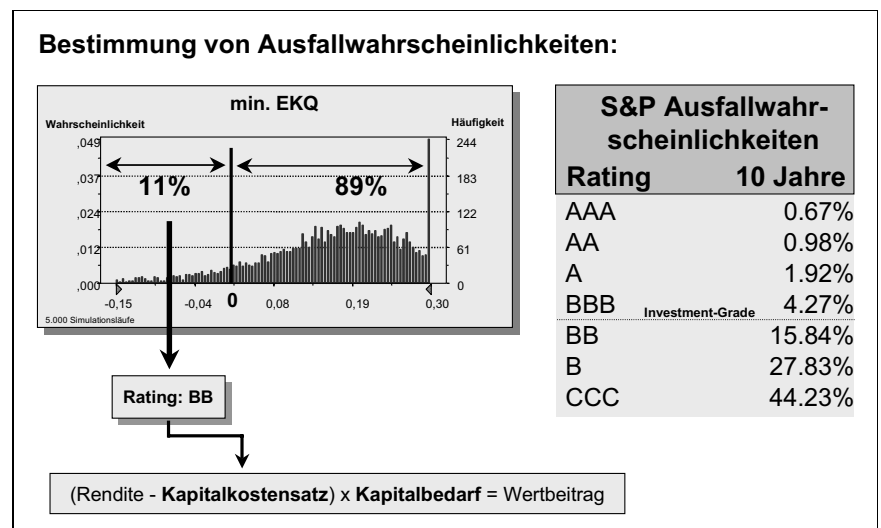 Bestimmung von Ausfallwahrscheinlichkeiten:
min. EKQ
Wahrscheinlichkeit
Häufigkeit
,049
,037
,024
,012
,000
244
183
122
61
0
11%
89%
-0,15
-0,04
0
0,08
0,19
0,30
5.000 Simulationsläufe
Rating: BB
(Rendite - Kapitalkostensatz) x Kapitalbedarf = Wertbeitrag
S&P Ausfallwahr-
scheinlichkeiten
Rating 10 Jahre
AAA 0.67%
AA 0.98%
A 1.92%
BBB Investment-Grade 4.27%
BB 15.84%
B 27.83%
CCC 44.23%